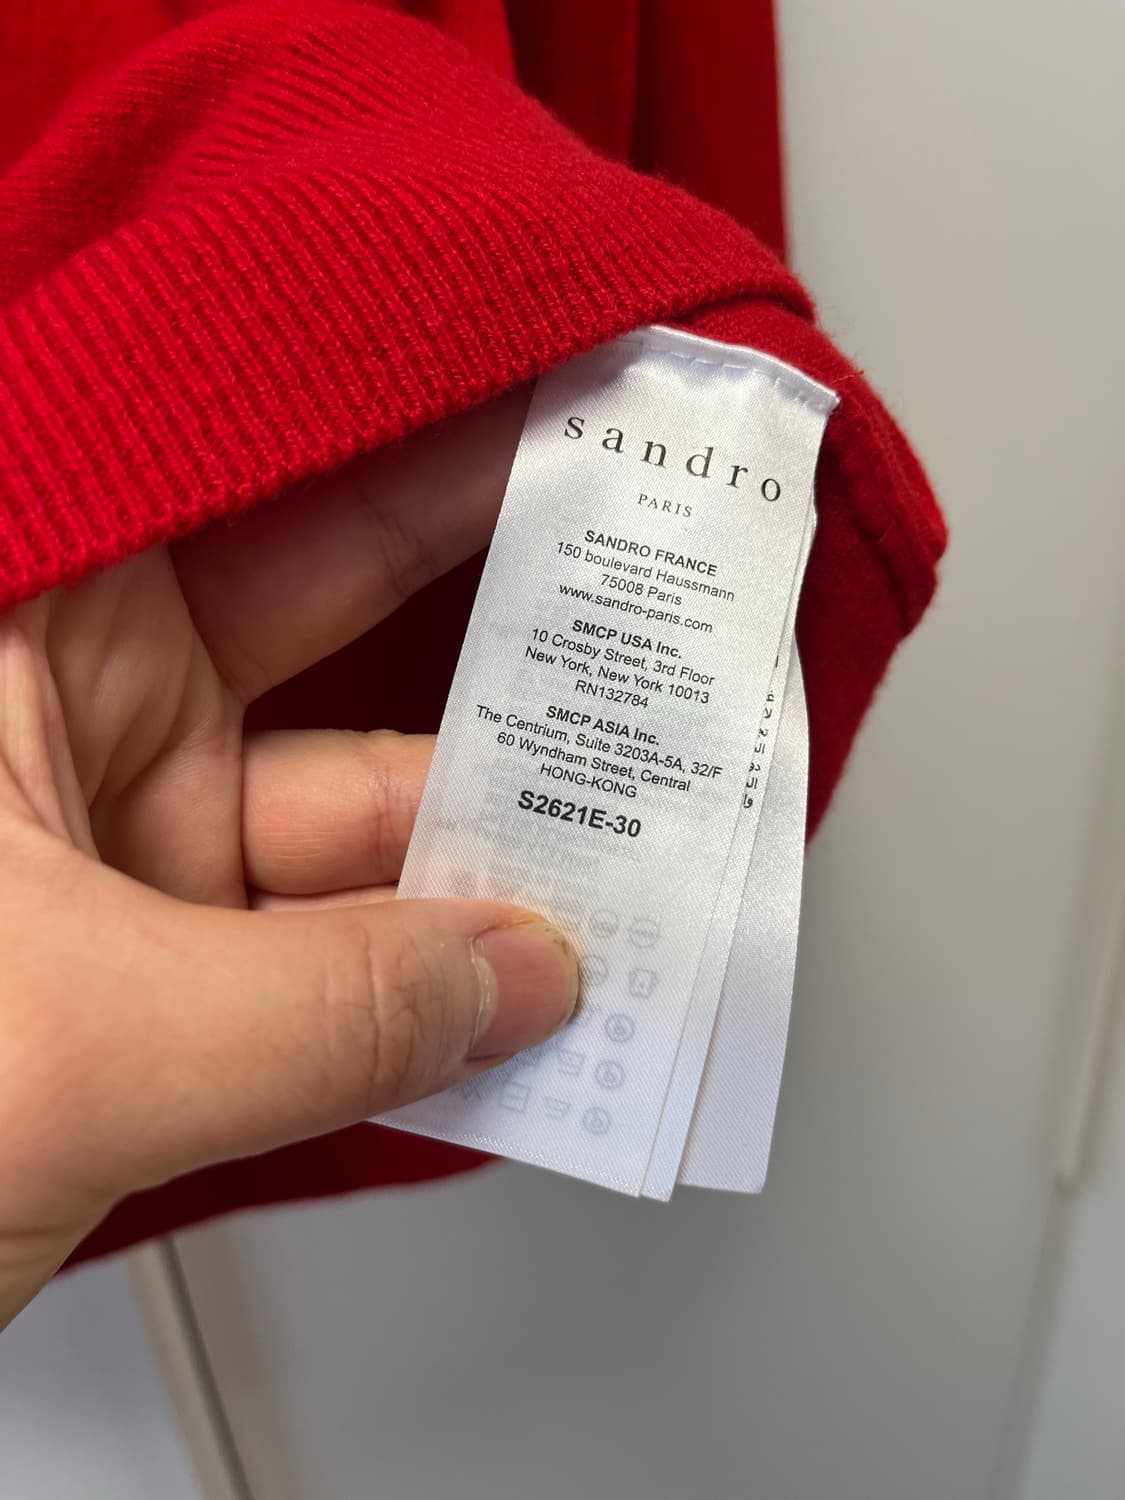 sandro
PARIS
SANDRO FRANCE
150 boulevard Haussmann
75008 Paris
www.sandro-paris.com
SMCP USA Inc.
10 Crosby Street, 3rd Floor
New York, New York 10013
RN132784
SMCP ASIA Inc.
The Centrium, Suite 3203A-5A, 32/F
60 Wyndham Street, Central
HONG-KONG
S2621E-30